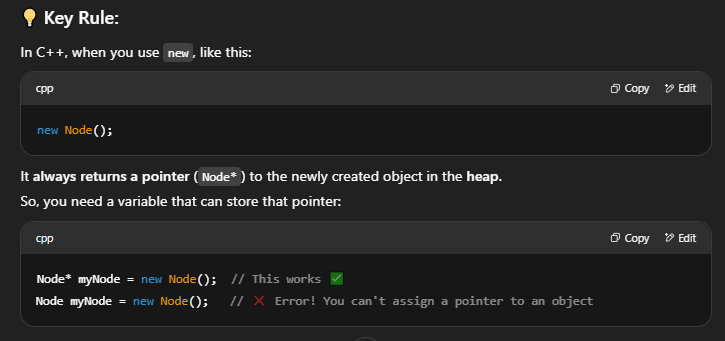 💡 Key Rule:
In C++, when you use new, like this:
cpp
Copy
Edit
new Node();
It always returns a pointer (Node*) to the newly created object in the heap.
So, you need a variable that can store that pointer:
cpp
Copy
Edit
Node* myNode = new Node();  // This works ✅
Node myNode = new Node();   // ❌ Error! You can't assign a pointer to an object